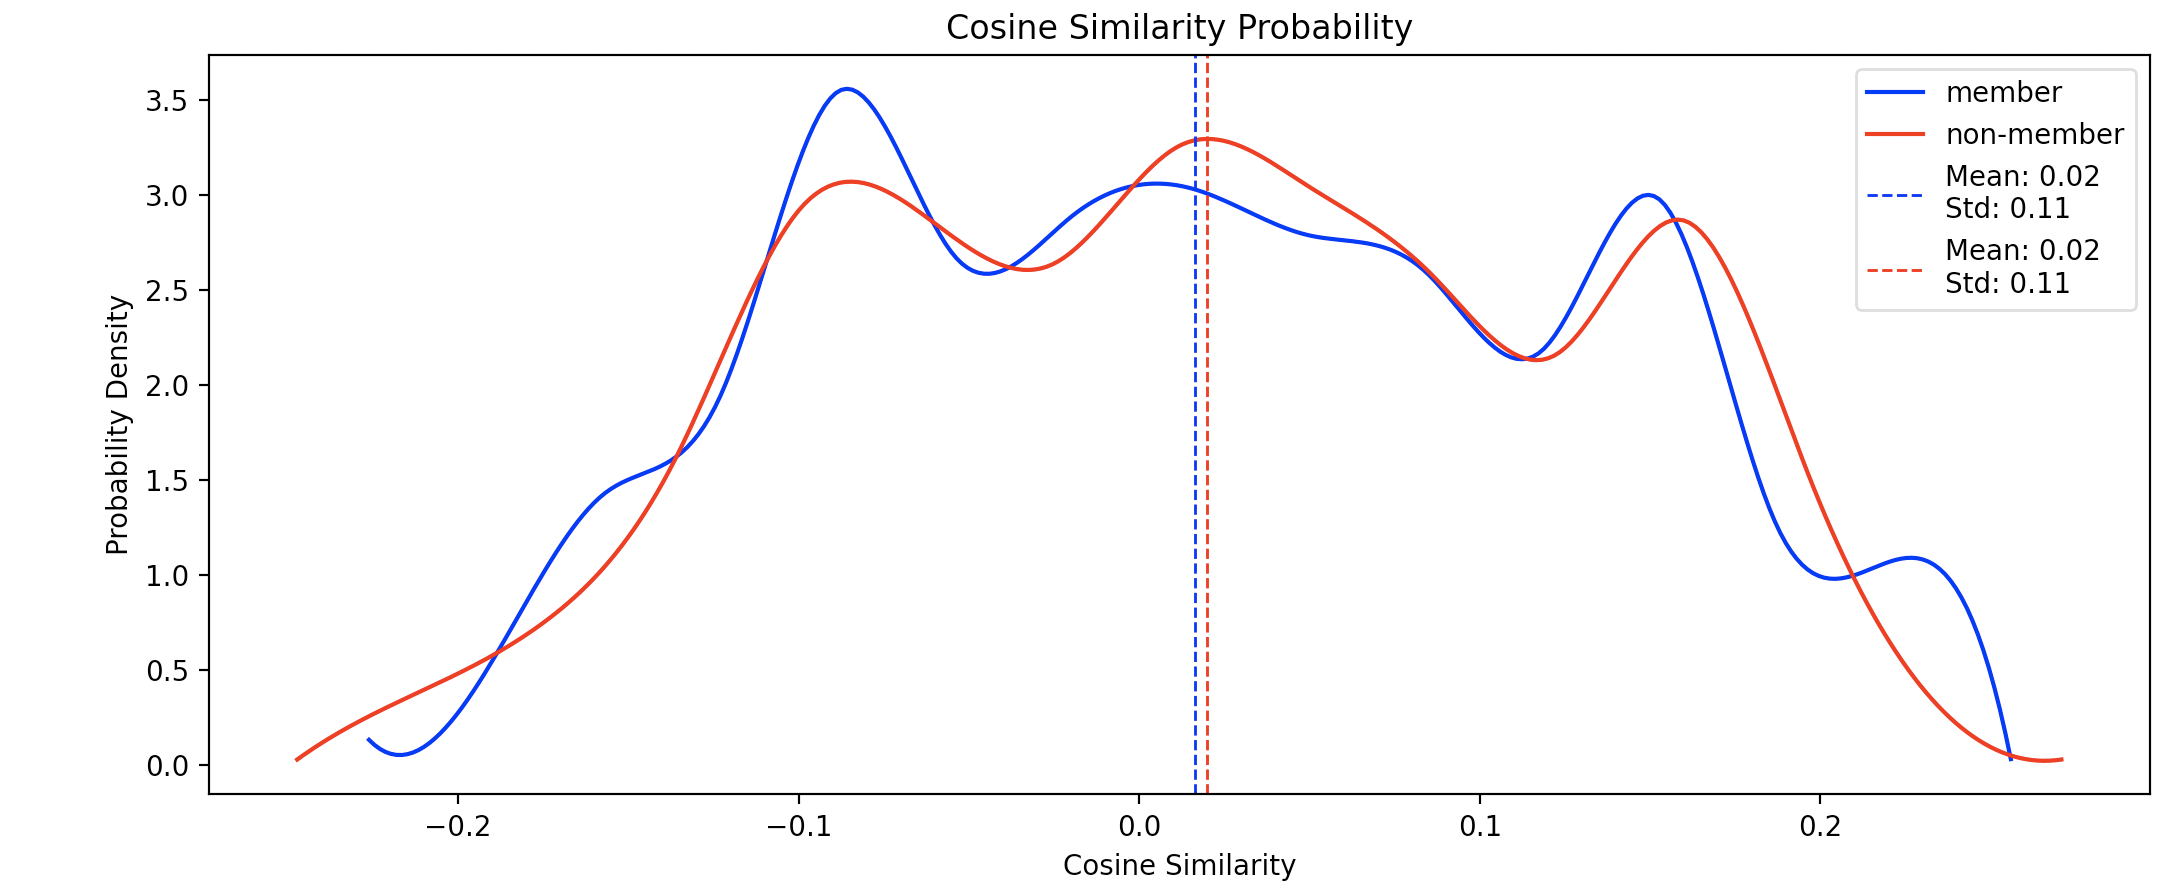 Cosine Similarity Probability
member
non-member
Mean: 0.02
Std: 0.11
Mean: 0.02
Std: 0.11
Probability Density
3.5
3.0
2.5
2.0
1.5
1.0
0.5
0.0
−0.2
−0.1
0.0
0.1
0.2
Cosine Similarity